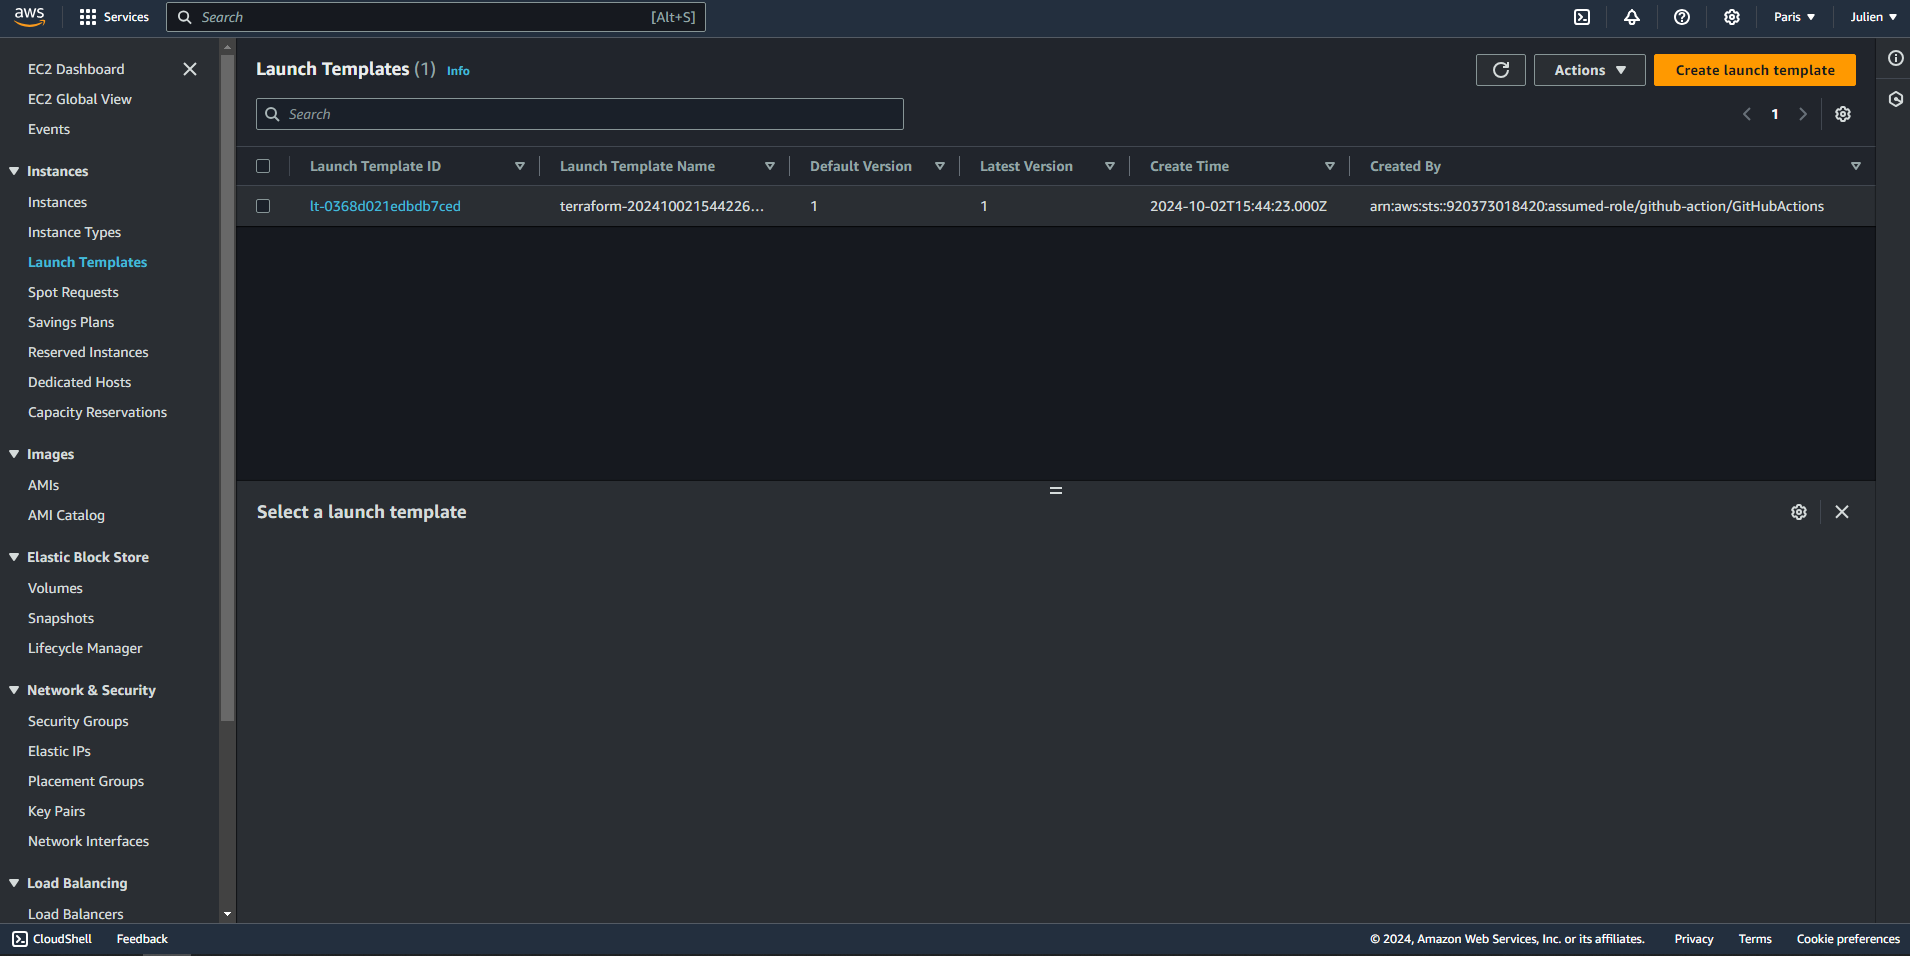 aws
Services
Search
[Alt+S]
Paris
Julien
EC2 Dashboard
EC2 Global View
Events
Instances
Instances
Instance Types
Launch Templates
Spot Requests
Savings Plans
Reserved Instances
Dedicated Hosts
Capacity Reservations
Images
AMIs
AMI Catalog
Elastic Block Store
Volumes
Snapshots
Lifecycle Manager
Network & Security
Security Groups
Elastic IPs
Placement Groups
Key Pairs
Network Interfaces
Load Balancing
Load Balancers
Launch Templates (1) Info
Actions
Create launch template
Search
1
Launch Template ID
Launch Template Name
Default Version
Latest Version
Create Time
Created By
lt-0368d021edbdb7ced
terraform-202410021544226...
1
1
2024-10-02T15:44:23.000Z
arn:aws:sts::920373018420:assumed-role/github-action/GitHubActions
Select a launch template
CloudShell
Feedback
© 2024, Amazon Web Services, Inc. or its affiliates.
Privacy
Terms
Cookie preferences